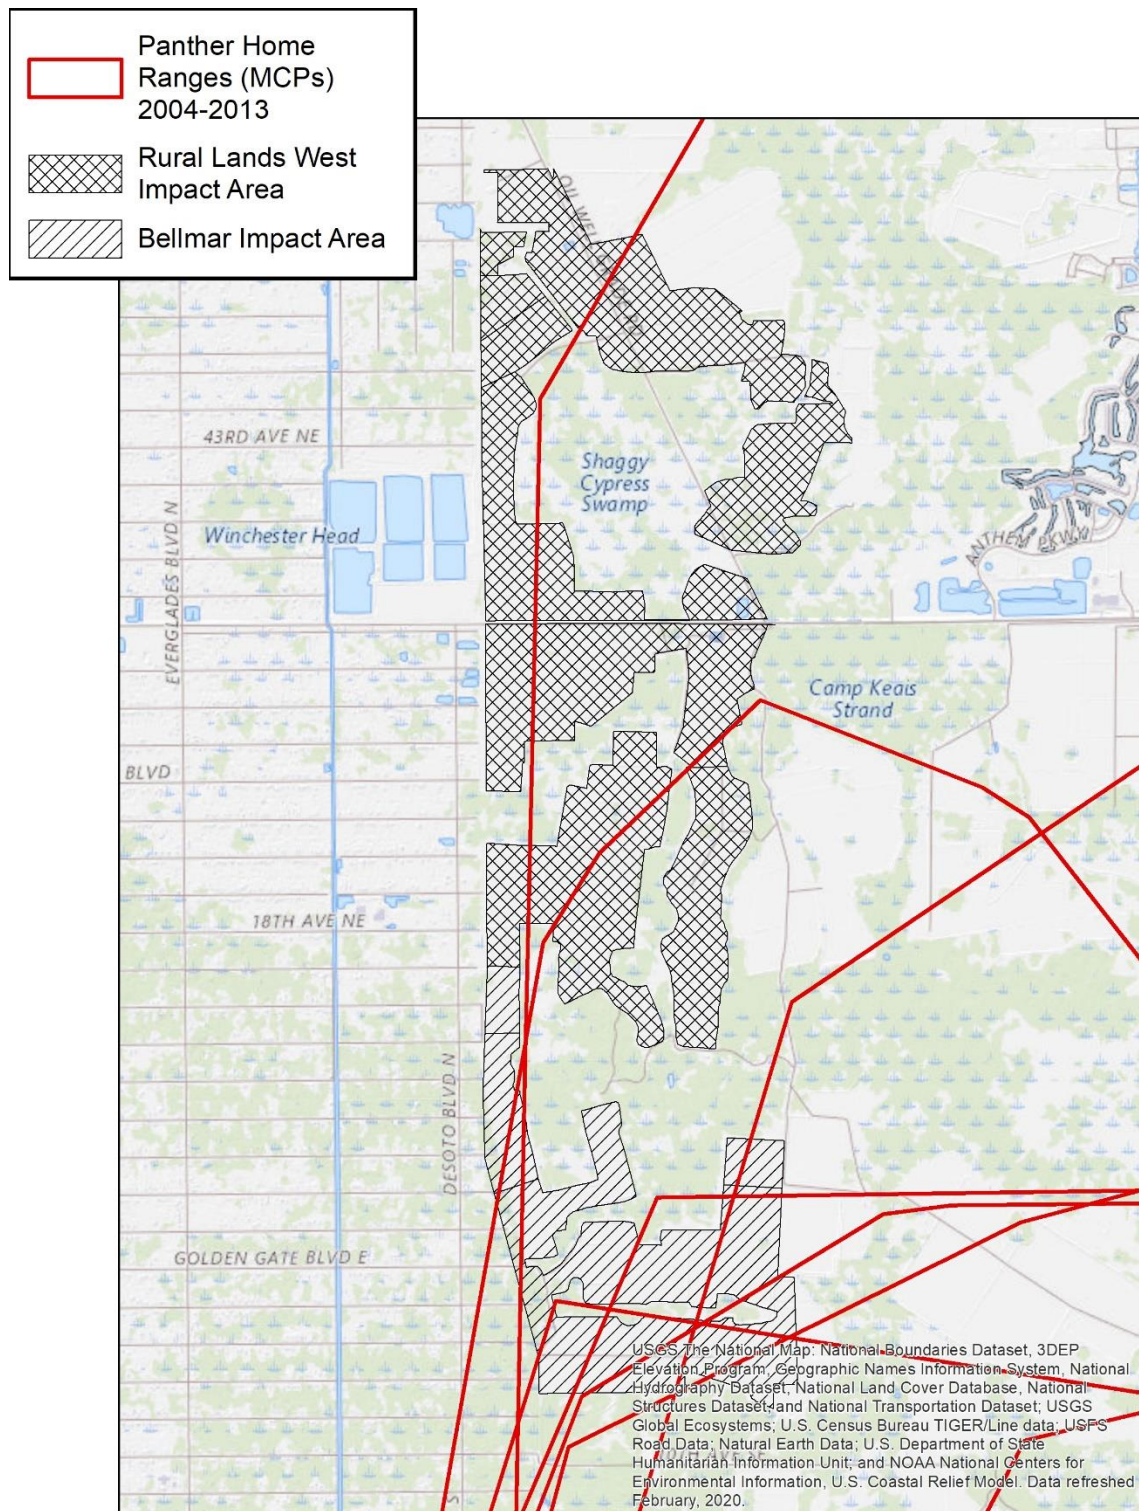 Panther Home
Ranges (MCPs)
2004-2013
Rural Lands West
Impact Area
Bellmar Impact Area
43RD AVE NE
Shaggy
Cypress
Swamp
Winchester Head
ANTHEM PKWY
EVERGLADES BLVD N
Camp Keais
Strand
BLVD
18TH AVE NE
DESOTO BLVD N
GOLDEN GATE BLVD E
USGS The National Map: National Boundaries Dataset, 3DEP
Elevation Program, Geographic Names Information System, National
Hydrography Dataset, National Land Cover Database, National
Structures Dataset, and National Transportation Dataset; USGS
Global Ecosystems; U.S. Census Bureau TIGER/Line data; USFS
Road Data; Natural Earth Data; U.S. Department of State
Humanitarian Information Unit; and NOAA National Centers for
Environmental Information, U.S. Coastal Relief Model. Data refreshed
February, 2020.
S